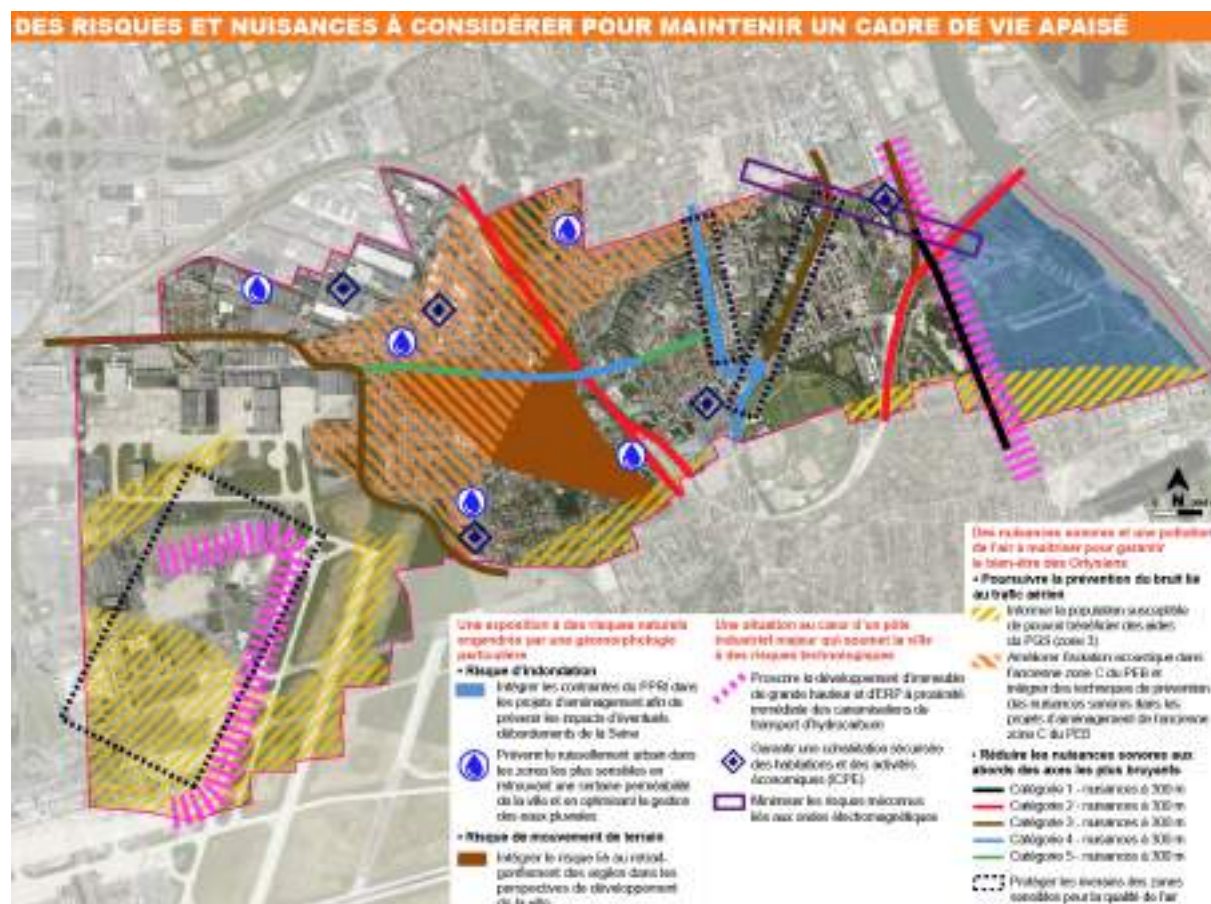 DES RISQUES ET NUISANCES À CONSIDÉRER POUR MAINTENIR UN CADRE DE VIE APAISÉ
N
Une exposition à des risques naturels
engendrée par une géomorphologie
particulière
• Risque d'indondation
Intégrer les contraintes du PPRI dans
les projets d'aménagement afin de
prévenir les impacts d'éventuels
débordements de la Seine
Prévenir le ruissellement urbain dans
les zones les plus sensibles en
retrouvant une certaine perméabilité
de la ville et en optimisant la gestion
des eaux pluviales
• Risque de mouvement de terrain
Intégrer le risque lié au retrait-
gonflement des argiles dans les
perspectives de développement
de la ville
Une situation au cœur d'un pôle
industriel majeur qui soumet la ville
à des risques technologiques
Proscrire le développement d'immeuble
de grande hauteur et d'ERP à proximité
immédiate des canalisations de
transport d'hydrocarbure
Garantir une cohabitation sécurisée
des habitations et des activités
économiques (ICPE)
Minimiser les risques méconnus
liés aux ondes électromagnétiques
Des nuisances sonores et une pollution
de l'air à maîtriser pour garantir
le bien-être des Orlysiens
• Poursuivre la prévention du bruit lié
au trafic aérien
Informer la population susceptible
de pouvoir bénéficier des aides
du PGS (zone 3)
Améliorer l'isolation acoustique dans
l'ancienne zone C du PEB et
intégrer des techniques de prévention
des nuisances sonores dans les
projets d'aménagement de l'ancienne
zone C du PEB
• Réduire les nuisances sonores aux
abords des axes les plus bruyants
Catégorie 1 - nuisances à 300 m
Catégorie 2 - nuisances à 300 m
Catégorie 3 - nuisances à 300 m
Catégorie 4 - nuisances à 300 m
Catégorie 5 - nuisances à 300 m
Protéger les riverains des zones
sensibles pour la qualité de l'air